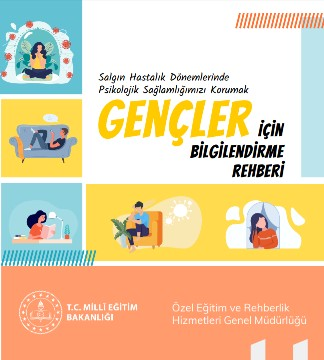 Salgın Hastalık Dönemlerinde
Psikolojik Sağlamlığımızı Korumak
GENÇLER İÇİN
BİLGİLENDİRME
REHBERİ
T.C. MİLLÎ EĞİTİM
BAKANLIĞI
Özel Eğitim ve Rehberlik
Hizmetleri Genel Müdürlüğü